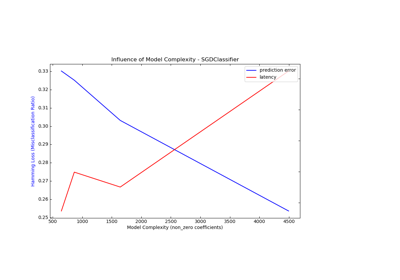 Influence of Model Complexity - SGDClassifier
prediction error
latency
Hamming Loss (Misclassification Ratio)
0.33
0.32
0.31
0.30
0.29
0.28
0.27
0.26
0.25
500 1000 1500 2000 2500 3000 3500 4000 4500
Model Complexity (non_zero coefficients)